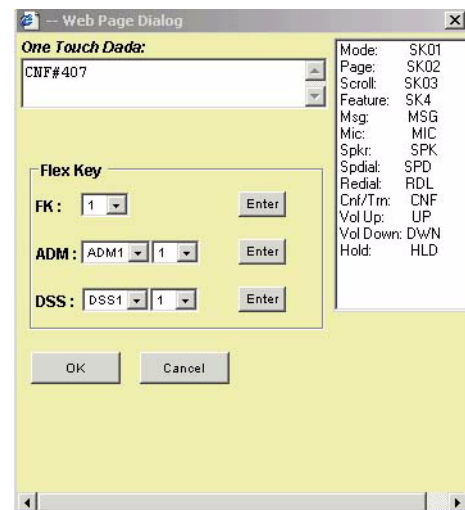 -- Web Page Dialog
One Touch Dada:
CNF#407
Flex Key
FK : 1 Enter
ADM : ADM1 1 Enter
DSS : DSS1 1 Enter
OK Cancel
Mode: SK01
Page: SK02
Scroll: SK03
Feature: SK4
Msg: MSG
Mic: MIC
Spkr: SPK
Spdial: SPD
Redial: RDL
Cnf/Trn: CNF
Vol Up: UP
Vol Down: DWN
Hold: HLD